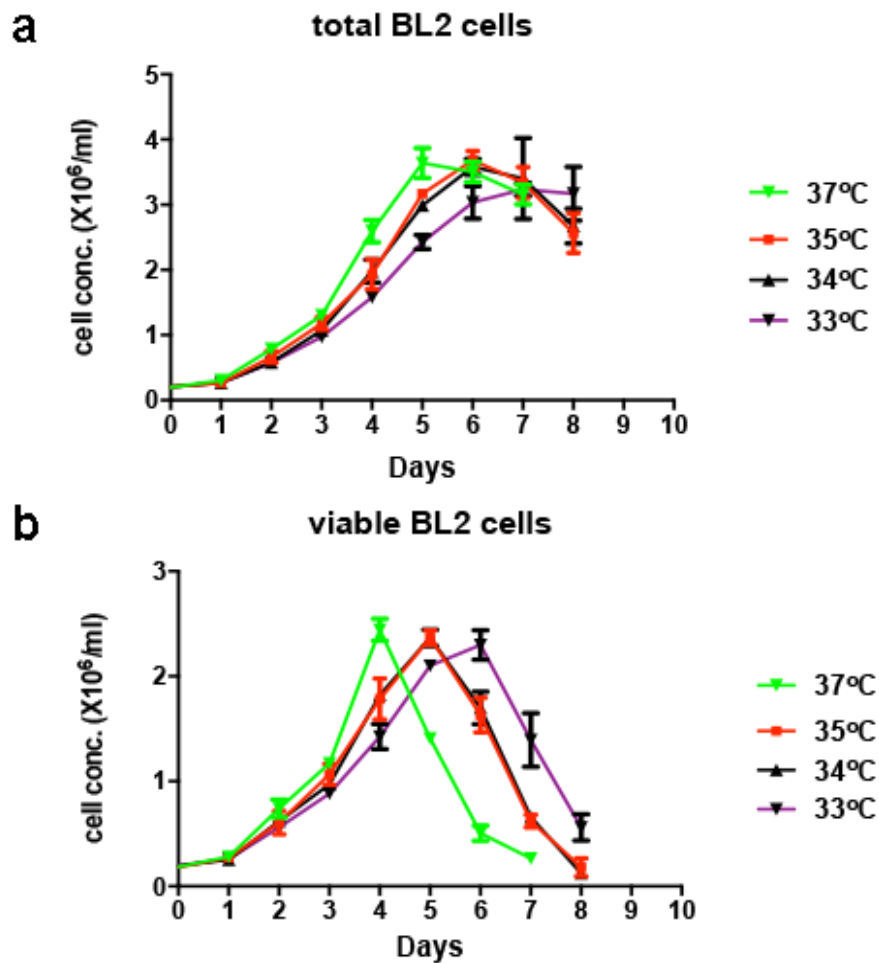 a
total BL2 cells
cell conc. (X10⁶/ml)
5
4
3
2
1
0
0 1 2 3 4 5 6 7 8 9 10
Days
37ºC
35ºC
34ºC
33ºC
b
viable BL2 cells
cell conc. (X10⁶/ml)
3
2
1
0
0 1 2 3 4 5 6 7 8 9 10
Days
37ºC
35ºC
34ºC
33ºC